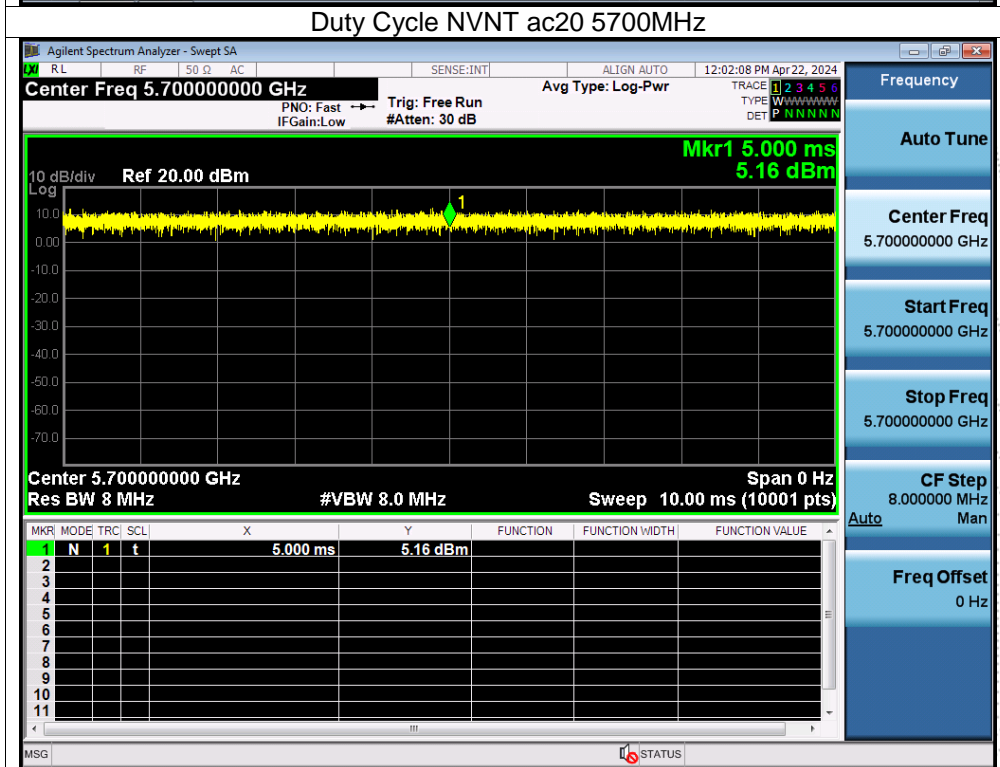 Duty Cycle NVNT ac20 5700MHz
Agilent Spectrum Analyzer - Swept SA
LXI RL RF 50 Ω AC SENSE:INT ALIGN AUTO 12:02:08 PM Apr 22, 2024
Center Freq 5.700000000 GHz Avg Type: Log-Pwr TRACE 1 2 3 4 5 6
PNO: Fast Trig: Free Run TYPE WWWWWW
IFGain:Low #Atten: 30 dB DET P N N N N N
Mkr1 5.000 ms
10 dB/div Ref 20.00 dBm 5.16 dBm
Log
1
10.0
0.00
-10.0
-20.0
-30.0
-40.0
-50.0
-60.0
-70.0
Center 5.700000000 GHz Span 0 Hz
Res BW 8 MHz #VBW 8.0 MHz Sweep 10.00 ms (10001 pts)
MKR MODE TRC SCL X Y FUNCTION FUNCTION WIDTH FUNCTION VALUE
1 N 1 t 5.000 ms 5.16 dBm
2
3
4
5
6
7
8
9
10
11
MSG STATUS
Frequency
Auto Tune
Center Freq
5.700000000 GHz
Start Freq
5.700000000 GHz
Stop Freq
5.700000000 GHz
CF Step
8.000000 MHz
Auto Man
Freq Offset
0 Hz